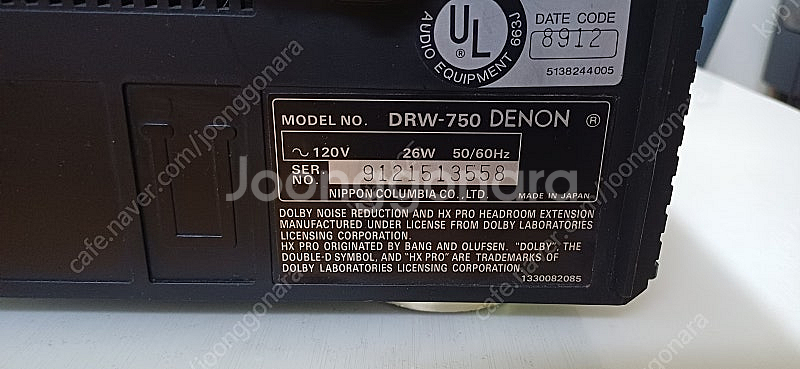 UL
®
AUDIO EQUIPMENT 663J
DATE CODE
8912
5138244005
MODEL NO. DRW-750 DENON ®
~ 120V 26W 50/60Hz
SER. NO. 9121513558
NIPPON COLUMBIA CO., LTD. MADE IN JAPAN
DOLBY NOISE REDUCTION AND HX PRO HEADROOM EXTENSION
MANUFACTURED UNDER LICENSE FROM DOLBY LABORATORIES
LICENSING CORPORATION.
HX PRO ORIGINATED BY BANG AND OLUFSEN. "DOLBY", THE
DOUBLE-D SYMBOL, AND "HX PRO" ARE TRADEMARKS OF
DOLBY LABORATORIES LICENSING CORPORATION.
1330082085
Joonggonara
cafe.naver.com/joonggonara